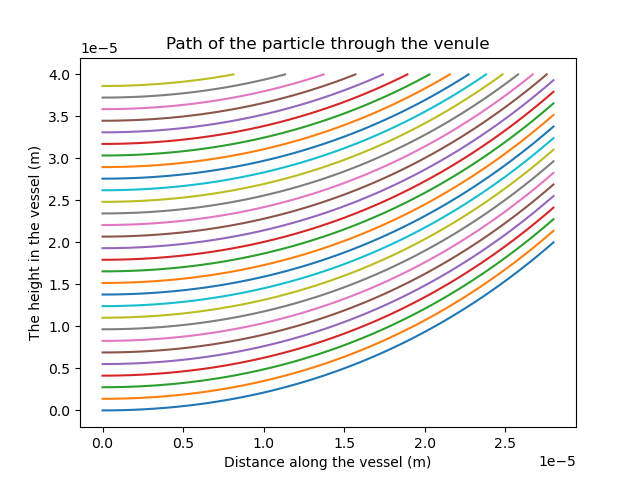 Path of the particle through the venule
1e−5
4.0
3.5
3.0
2.5
2.0
1.5
1.0
0.5
0.0
The height in the vessel (m)
0.0 0.5 1.0 1.5 2.0 2.5
Distance along the vessel (m)
1e−5